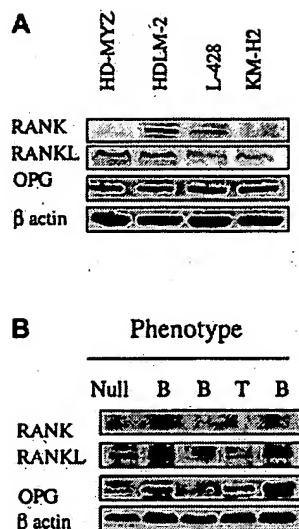 A
HD-MYZ HDLM-2 L-428 KM-H2
RANK
RANKL
OPG
β actin
B Phenotype
Null B B T B
RANK
RANKL
OPG
β actin